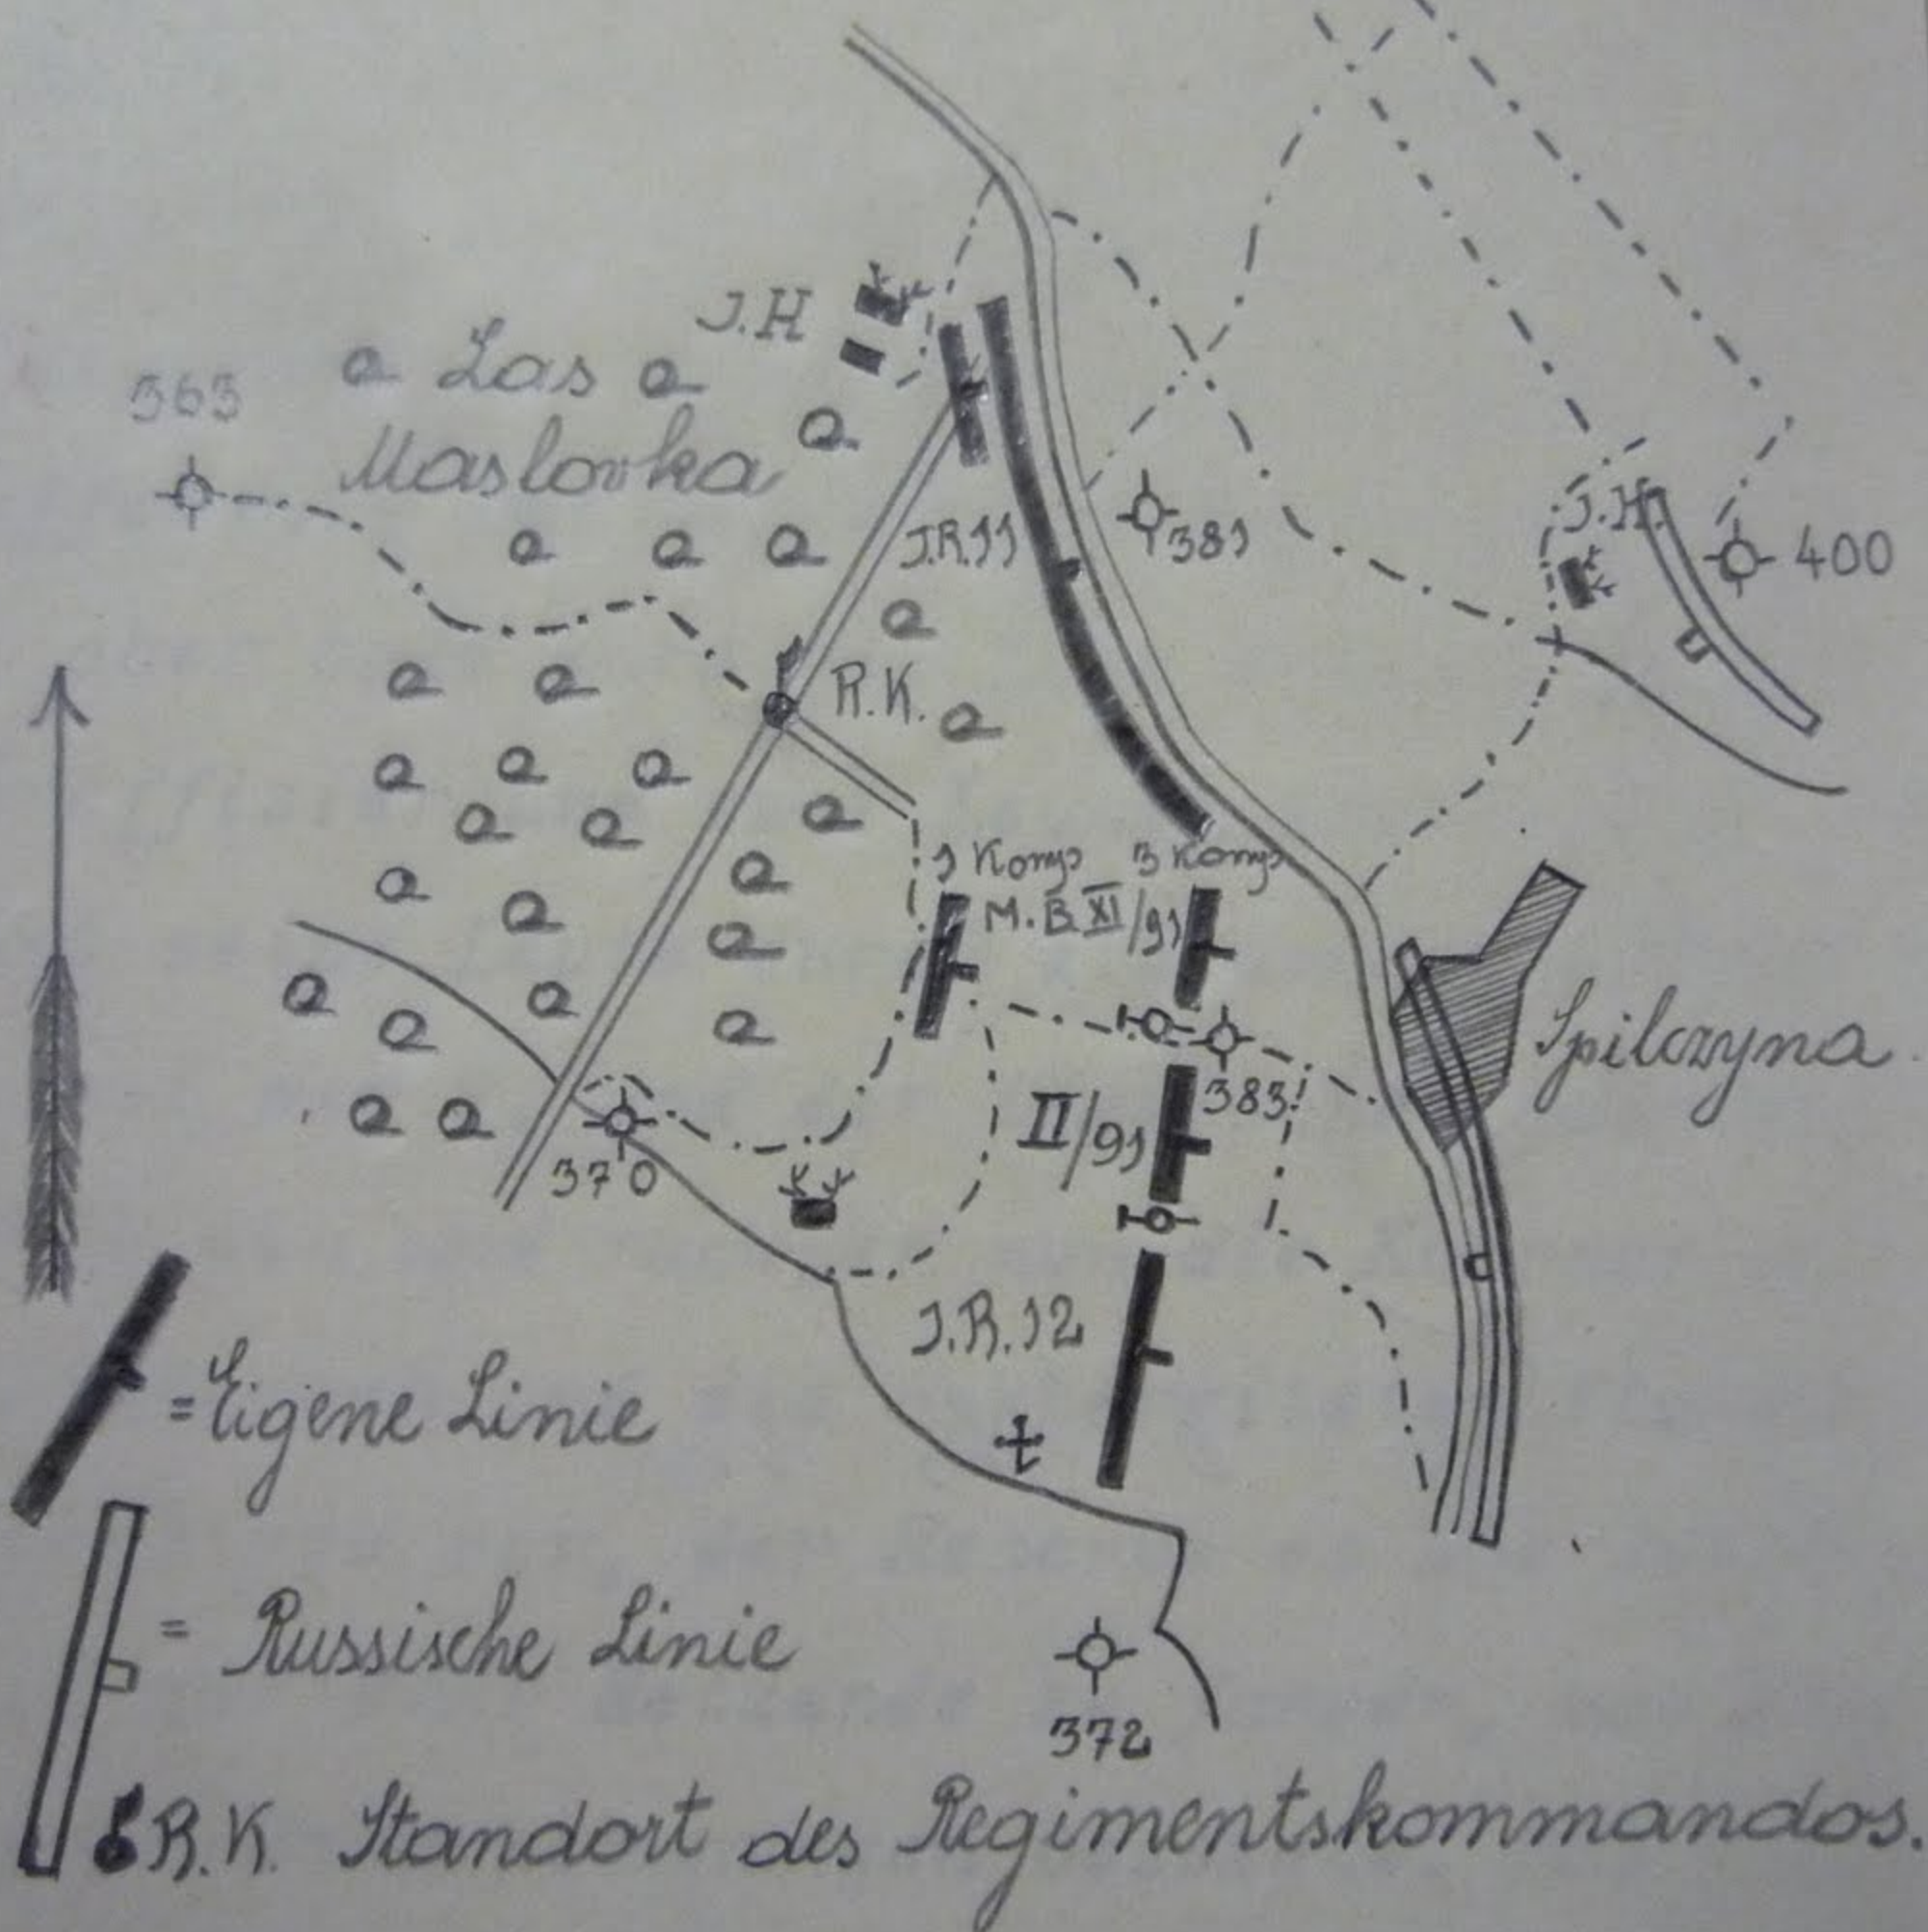 J.H
363
Las
Maslovka
J.R.11
381
J.H.
400
R.K.
1 Komp
3 Komp
M.B.XI/91
Spilczyna
383
II/91
370
J.R.12
= Eigene Linie
= Russische Linie
372
R.K. Standort des Regimentskommandos.